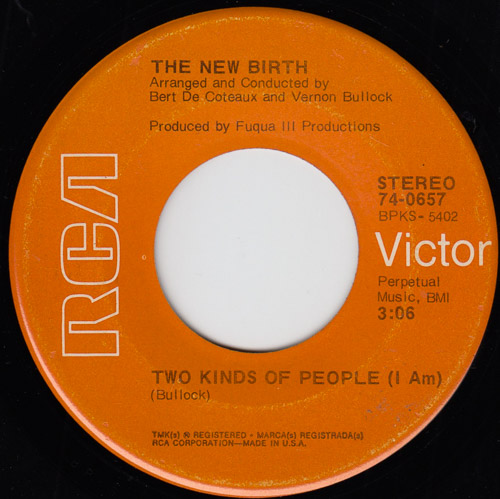 THE NEW BIRTH
Arranged and Conducted by
Bert De Coteaux and Vernon Bullock
Produced by Fuqua III Productions
RCA
STEREO
74-0657
BPKS-5402
Victor
Perpetual
Music, BMI
3:06
TWO KINDS OF PEOPLE (I Am)
(Bullock)
TMK(s) ® REGISTERED • MARCA(s) REGISTRADA(s)
RCA CORPORATION—MADE IN U.S.A.